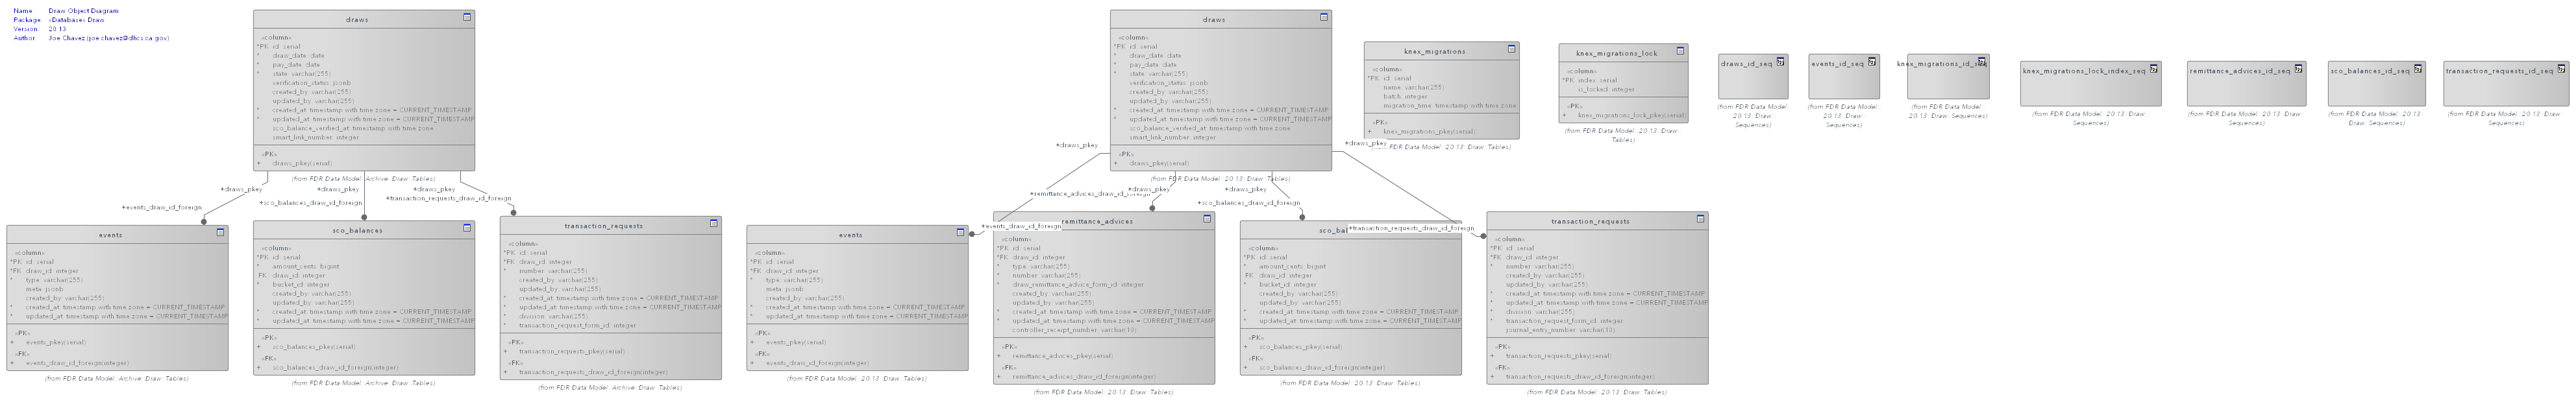 Name: Draw Object Diagram
Package: «Database» Draw
Version: 20.13
Author: Joe Chavez (joe.chavez@dhcs.ca.gov)
draws
«column»
*PK id: serial
* draw_date: date
* pay_date: date
* state: varchar(255)
verification_status: jsonb
created_by: varchar(255)
updated_by: varchar(255)
* created_at: timestamp with time zone = CURRENT_TIMESTAMP
* updated_at: timestamp with time zone = CURRENT_TIMESTAMP
sco_balance_verified_at: timestamp with time zone
smart_link_number: integer
«PK»
+ draws_pkey(serial)
(from FDR Data Model: Archive: Draw: Tables)
+draws_pkey
+draws_pkey
+draws_pkey
+events_draw_id_foreign
+sco_balances_draw_id_foreign
+transaction_requests_draw_id_foreign
events
«column»
*PK id: serial
*FK draw_id: integer
* type: varchar(255)
meta: jsonb
created_by: varchar(255)
* created_at: timestamp with time zone = CURRENT_TIMESTAMP
* updated_at: timestamp with time zone = CURRENT_TIMESTAMP
«PK»
+ events_pkey(serial)
«FK»
+ events_draw_id_foreign(integer)
(from FDR Data Model: Archive: Draw: Tables)
sco_balances
«column»
*PK id: serial
* amount_cents: bigint
FK draw_id: integer
* bucket_id: integer
created_by: varchar(255)
updated_by: varchar(255)
* created_at: timestamp with time zone = CURRENT_TIMESTAMP
* updated_at: timestamp with time zone = CURRENT_TIMESTAMP
«PK»
+ sco_balances_pkey(serial)
«FK»
+ sco_balances_draw_id_foreign(integer)
(from FDR Data Model: Archive: Draw: Tables)
transaction_requests
«column»
*PK id: serial
*FK draw_id: integer
* number: varchar(255)
created_by: varchar(255)
updated_by: varchar(255)
* created_at: timestamp with time zone = CURRENT_TIMESTAMP
* updated_at: timestamp with time zone = CURRENT_TIMESTAMP
* division: varchar(255)
* transaction_request_form_id: integer
«PK»
+ transaction_requests_pkey(serial)
«FK»
+ transaction_requests_draw_id_foreign(integer)
(from FDR Data Model: Archive: Draw: Tables)
draws
«column»
*PK id: serial
* draw_date: date
* pay_date: date
* state: varchar(255)
verification_status: jsonb
created_by: varchar(255)
updated_by: varchar(255)
* created_at: timestamp with time zone = CURRENT_TIMESTAMP
* updated_at: timestamp with time zone = CURRENT_TIMESTAMP
sco_balance_verified_at: timestamp with time zone
smart_link_number: integer
«PK»
+ draws_pkey(serial)
(from FDR Data Model: 20.13: Draw: Tables)
+draws_pkey
+draws_pkey
+draws_pkey
+draws_pkey
+sco_balances_draw_id_foreign
+events_draw_id_foreign
+transaction_requests_draw_id_foreign
events
«column»
*PK id: serial
*FK draw_id: integer
* type: varchar(255)
meta: jsonb
created_by: varchar(255)
* created_at: timestamp with time zone = CURRENT_TIMESTAMP
* updated_at: timestamp with time zone = CURRENT_TIMESTAMP
«PK»
+ events_pkey(serial)
«FK»
+ events_draw_id_foreign(integer)
(from FDR Data Model: 20.13: Draw: Tables)
remittance_advices
«column»
*PK id: serial
*FK draw_id: integer
* type: varchar(255)
* number: varchar(255)
* draw_remittance_advice_form_id: integer
created_by: varchar(255)
updated_by: varchar(255)
* created_at: timestamp with time zone = CURRENT_TIMESTAMP
* updated_at: timestamp with time zone = CURRENT_TIMESTAMP
controller_receipt_number: varchar(10)
«PK»
+ remittance_advices_pkey(serial)
«FK»
+ remittance_advices_draw_id_foreign(integer)
(from FDR Data Model: 20.13: Draw: Tables)
sco_bal
«column»
*PK id: serial
* amount_cents: bigint
FK draw_id: integer
* bucket_id: integer
created_by: varchar(255)
updated_by: varchar(255)
* created_at: timestamp with time zone = CURRENT_TIMESTAMP
* updated_at: timestamp with time zone = CURRENT_TIMESTAMP
«PK»
+ sco_balances_pkey(serial)
«FK»
+ sco_balances_draw_id_foreign(integer)
(from FDR Data Model: 20.13: Draw: Tables)
transaction_requests
«column»
*PK id: serial
*FK draw_id: integer
* number: varchar(255)
created_by: varchar(255)
updated_by: varchar(255)
* created_at: timestamp with time zone = CURRENT_TIMESTAMP
* updated_at: timestamp with time zone = CURRENT_TIMESTAMP
* division: varchar(255)
* transaction_request_form_id: integer
journal_entry_number: varchar(10)
«PK»
+ transaction_requests_pkey(serial)
«FK»
+ transaction_requests_draw_id_foreign(integer)
(from FDR Data Model: 20.13: Draw: Tables)
knex_migrations
«column»
*PK id: serial
name: varchar(255)
batch: integer
migration_time: timestamp with time zone
«PK»
+ knex_migrations_pkey(serial)
(from FDR Data Model: 20.13: Draw: Tables)
knex_migrations_lock
«column»
*PK index: serial
is_locked: integer
«PK»
+ knex_migrations_lock_pkey(serial)
(from FDR Data Model: 20.13: Draw:
Tables)
draws_id_seq
(from FDR Data Model:
20.13: Draw:
Sequences)
events_id_seq
(from FDR Data Model:
20.13: Draw:
Sequences)
knex_migrations_id_seq
(from FDR Data Model:
20.13: Draw:
Sequences)
knex_migrations_lock_index_seq
(from FDR Data Model: 20.13: Draw:
Sequences)
remittance_advices_id_seq
(from FDR Data Model: 20.13: Draw:
Sequences)
sco_balances_id_seq
(from FDR Data Model: 20.13:
Draw: Sequences)
transaction_requests_id_seq
(from FDR Data Model: 20.13: Draw:
Sequences)